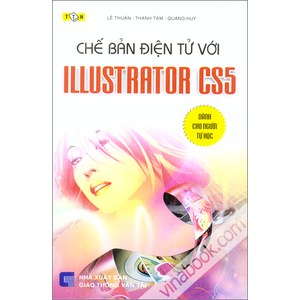 TTR
LÊ THUẬN - THANH TÂM - QUANG HUY
CHẾ BẢN ĐIỆN TỬ VỚI
ILLUSTRATOR CS5
DÀNH
CHO NGƯỜI
TỰ HỌC
NHÀ XUẤT BẢN
GIAO THÔNG VẬN TẢI
vinabook.com